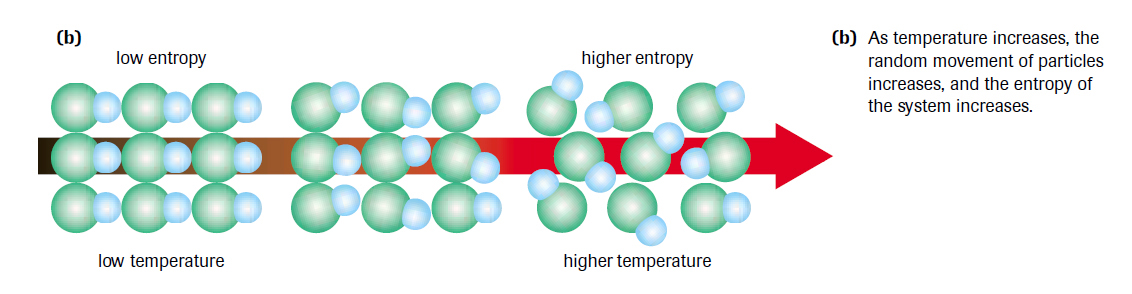 (b)
low entropy
higher entropy
low temperature
higher temperature
(b) As temperature increases, the
random movement of particles
increases, and the entropy of
the system increases.